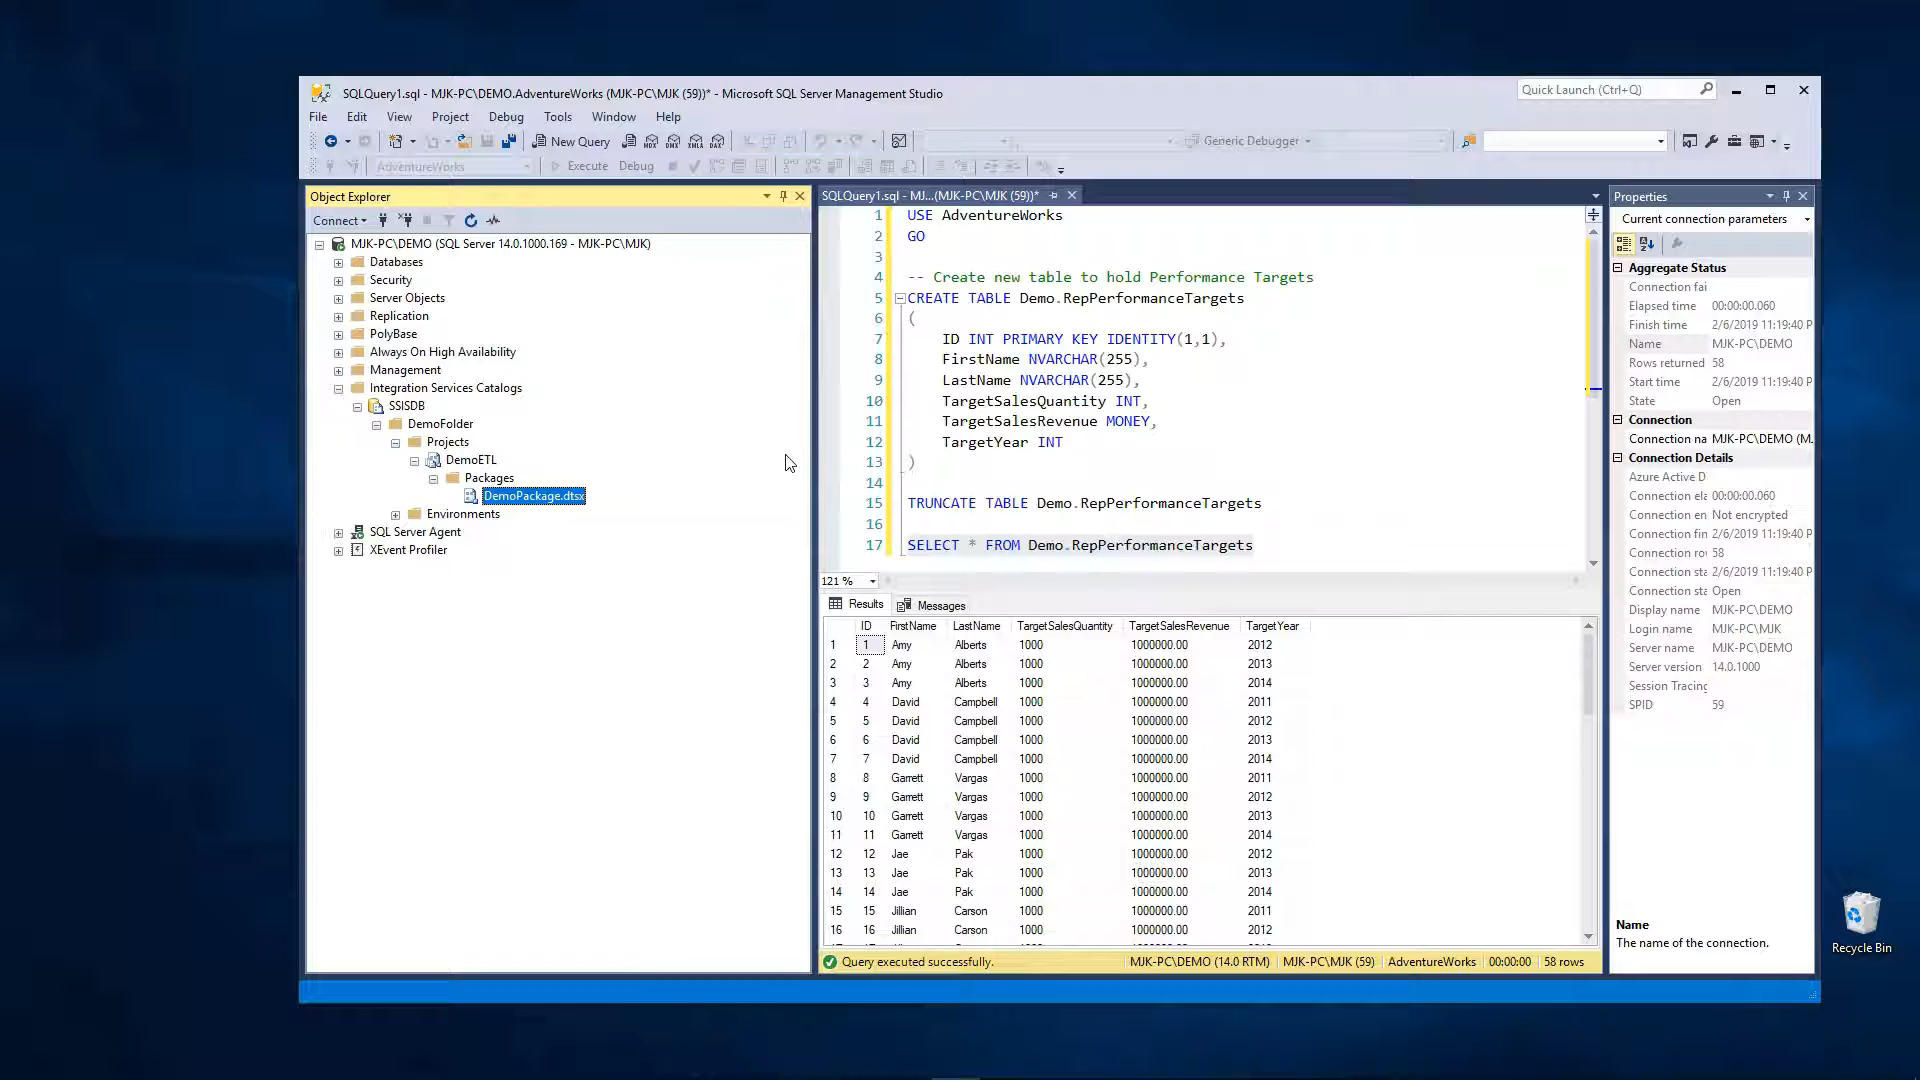 SQLQuery1.sql - MJK-PC\DEMO.AdventureWorks (MJK-PC\MJK (59))* - Microsoft SQL Server Management Studio
Quick Launch (Ctrl+Q)
File Edit View Project Debug Tools Window Help
New Query MDX DMX XMLA DAX Generic Debugger
AdventureWorks Execute Debug
Object Explorer
Connect
MJK-PC\DEMO (SQL Server 14.0.1000.169 - MJK-PC\MJK)
Databases
Security
Server Objects
Replication
PolyBase
Always On High Availability
Management
Integration Services Catalogs
SSISDB
DemoFolder
Projects
DemoETL
Packages
DemoPackage.dtsx
Environments
SQL Server Agent
XEvent Profiler
SQLQuery1.sql - MJ...(MJK-PC\MJK (59))*
1 USE AdventureWorks
2 GO
3
4 -- Create new table to hold Performance Targets
5 CREATE TABLE Demo.RepPerformanceTargets
6 (
7 ID INT PRIMARY KEY IDENTITY(1,1),
8 FirstName NVARCHAR(255),
9 LastName NVARCHAR(255),
10 TargetSalesQuantity INT,
11 TargetSalesRevenue MONEY,
12 TargetYear INT
13 )
14
15 TRUNCATE TABLE Demo.RepPerformanceTargets
16
17 SELECT * FROM Demo.RepPerformanceTargets
121 %
Results Messages
ID FirstName LastName TargetSalesQuantity TargetSalesRevenue TargetYear
1 1 Amy Alberts 1000 1000000.00 2012
2 2 Amy Alberts 1000 1000000.00 2013
3 3 Amy Alberts 1000 1000000.00 2014
4 4 David Campbell 1000 1000000.00 2011
5 5 David Campbell 1000 1000000.00 2012
6 6 David Campbell 1000 1000000.00 2013
7 7 David Campbell 1000 1000000.00 2014
8 8 Garrett Vargas 1000 1000000.00 2011
9 9 Garrett Vargas 1000 1000000.00 2012
10 10 Garrett Vargas 1000 1000000.00 2013
11 11 Garrett Vargas 1000 1000000.00 2014
12 12 Jae Pak 1000 1000000.00 2012
13 13 Jae Pak 1000 1000000.00 2013
14 14 Jae Pak 1000 1000000.00 2014
15 15 Jillian Carson 1000 1000000.00 2011
16 16 Jillian Carson 1000 1000000.00 2012
Query executed successfully. MJK-PC\DEMO (14.0 RTM) MJK-PC\MJK (59) AdventureWorks 00:00:00 58 rows
Properties
Current connection parameters
Aggregate Status
Connection fai
Elapsed time 00:00:00.060
Finish time 2/6/2019 11:19:40 P
Name MJK-PC\DEMO
Rows returned 58
Start time 2/6/2019 11:19:40 P
State Open
Connection
Connection na MJK-PC\DEMO (M.
Connection Details
Azure Active D
Connection ela 00:00:00.060
Connection en Not encrypted
Connection fin 2/6/2019 11:19:40 P
Connection ro 58
Connection sta 2/6/2019 11:19:40 P
Connection sta Open
Display name MJK-PC\DEMO
Login name MJK-PC\MJK
Server name MJK-PC\DEMO
Server version 14.0.1000
Session Tracing
SPID 59
Name
The name of the connection.
Recycle Bin